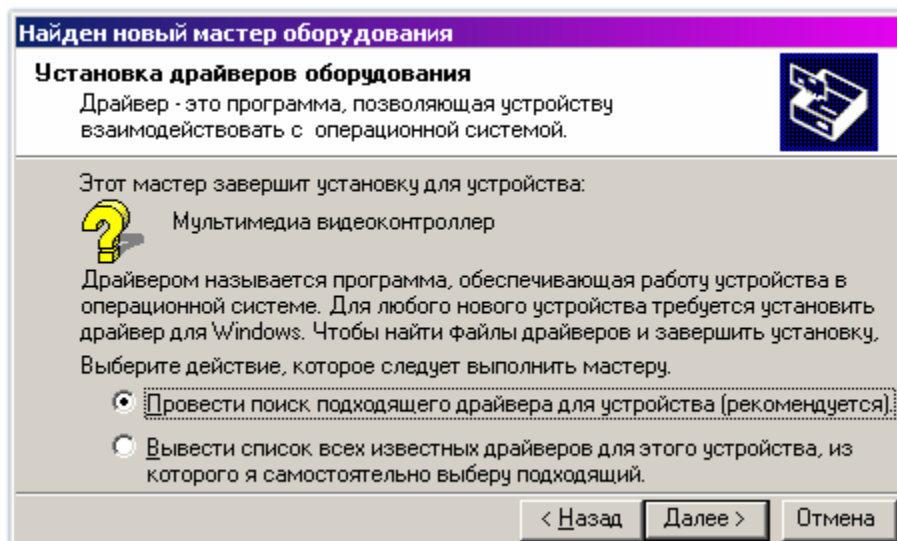 Найден новый мастер оборудования
Установка драйверов оборудования
Драйвер - это программа, позволяющая устройству
взаимодействовать с операционной системой.
Этот мастер завершит установку для устройства:
Мультимедиа видеоконтроллер
Драйвером называется программа, обеспечивающая работу устройства в
операционной системе. Для любого нового устройства требуется установить
драйвер для Windows. Чтобы найти файлы драйверов и завершить установку,
Выберите действие, которое следует выполнить мастеру.
Провести поиск подходящего драйвера для устройства (рекомендуется).
Вывести список всех известных драйверов для этого устройства, из
которого я самостоятельно выберу подходящий.
< Назад Далее > Отмена